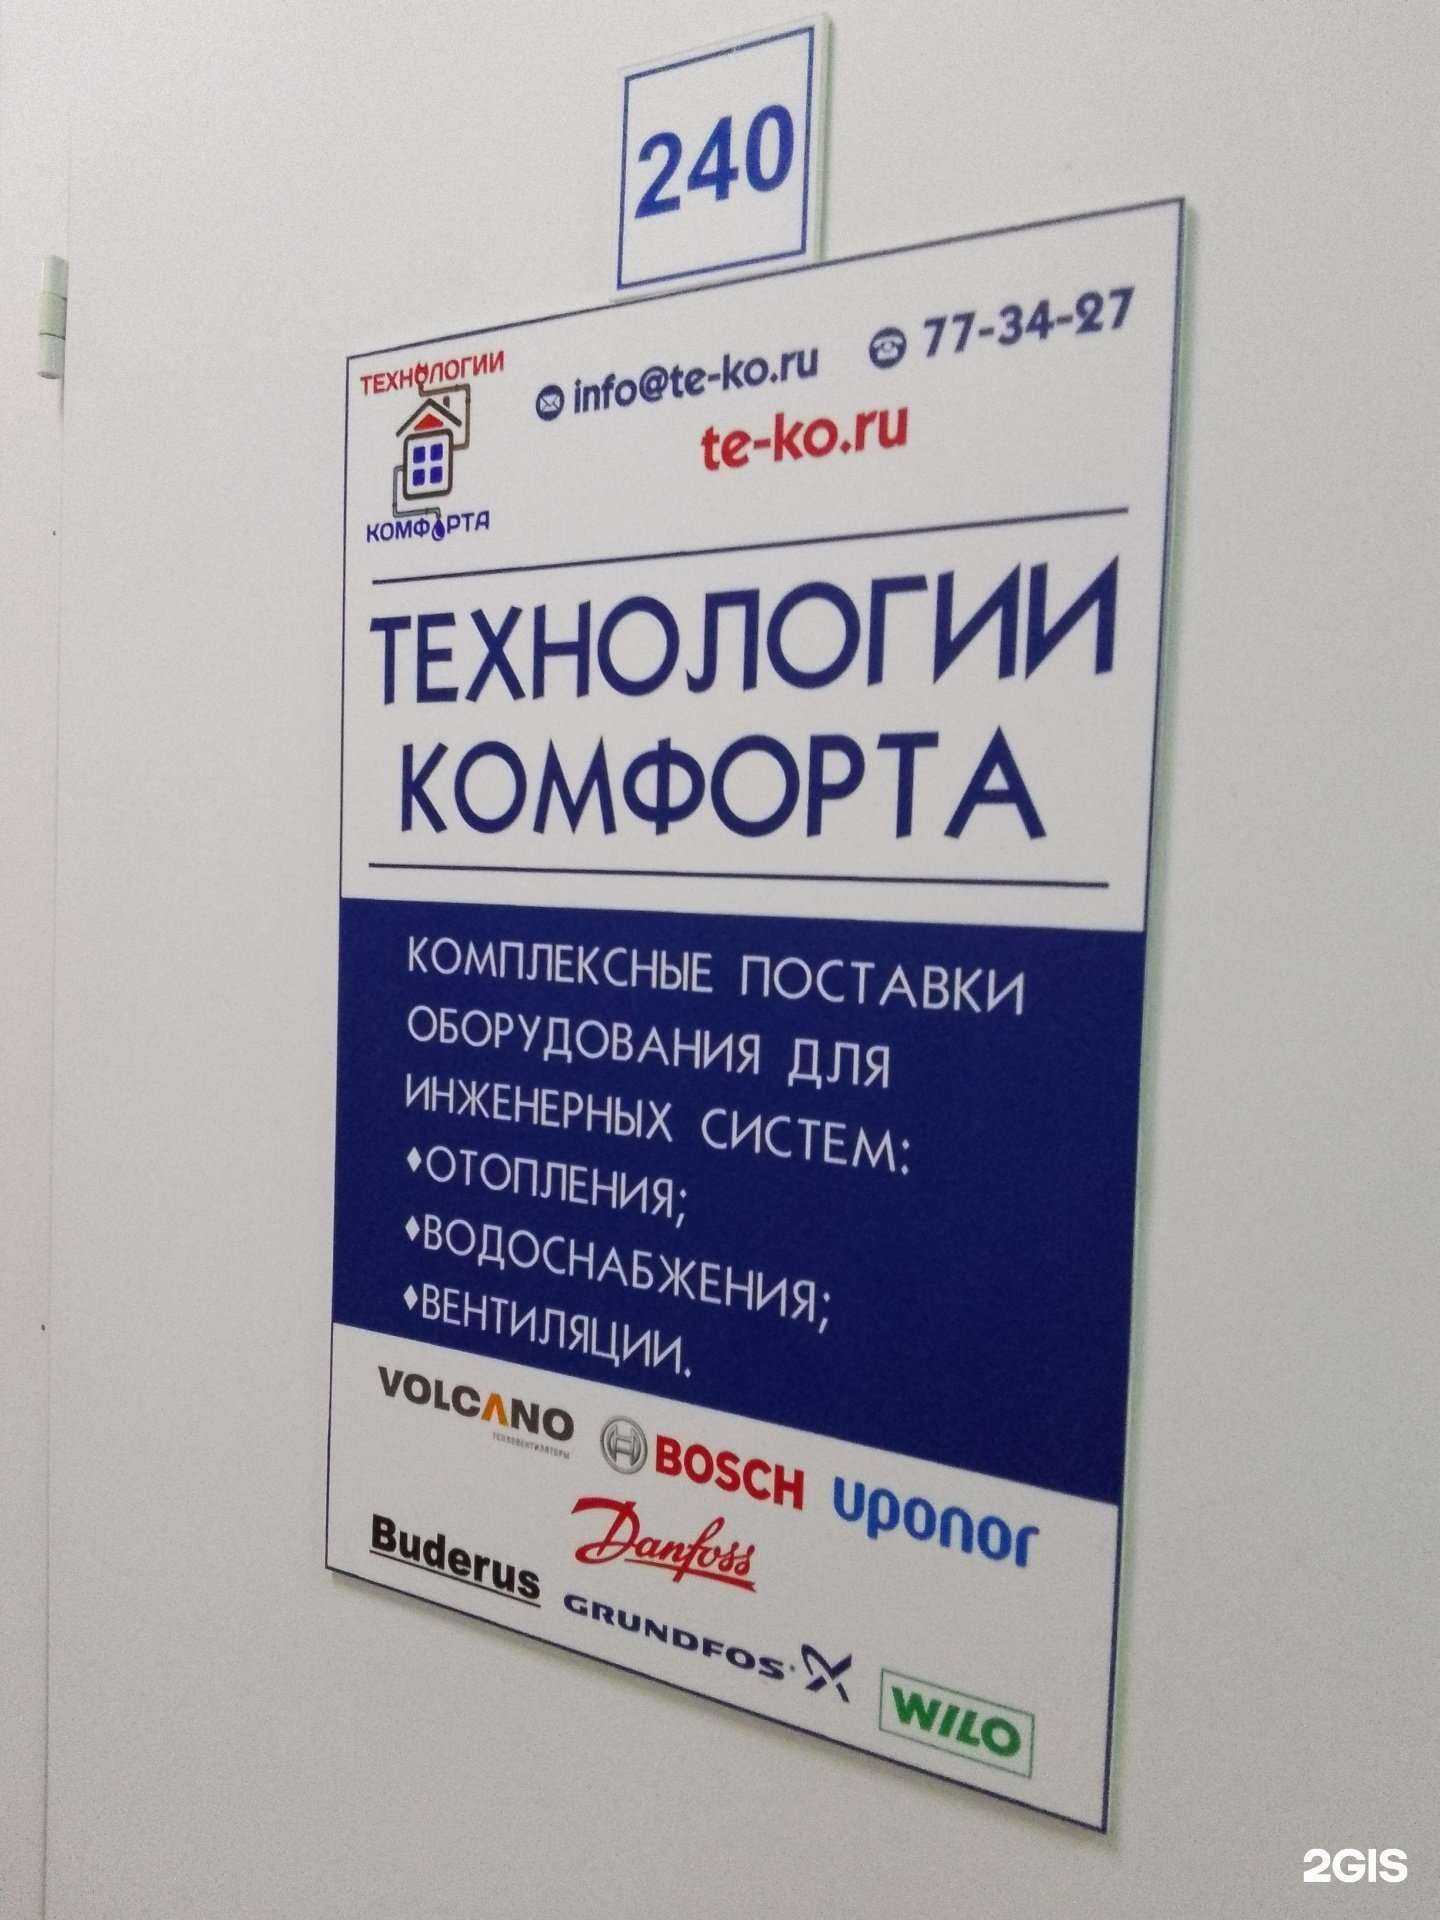 240
ТЕХНОЛОГИИ
КОМФОРТА
info@te-ko.ru 77-34-27
te-ko.ru
ТЕХНОЛОГИИ
КОМФОРТА
КОМПЛЕКСНЫЕ ПОСТАВКИ
ОБОРУДОВАНИЯ ДЛЯ
ИНЖЕНЕРНЫХ СИСТЕМ:
♦ОТОПЛЕНИЯ;
♦ВОДОСНАБЖЕНИЯ;
♦ВЕНТИЛЯЦИИ.
VOLCANO
ТЕПЛОВЕНТИЛЯТОРЫ
BOSCH
uponor
Buderus
Danfoss
GRUNDFOS
WILO
2GIS